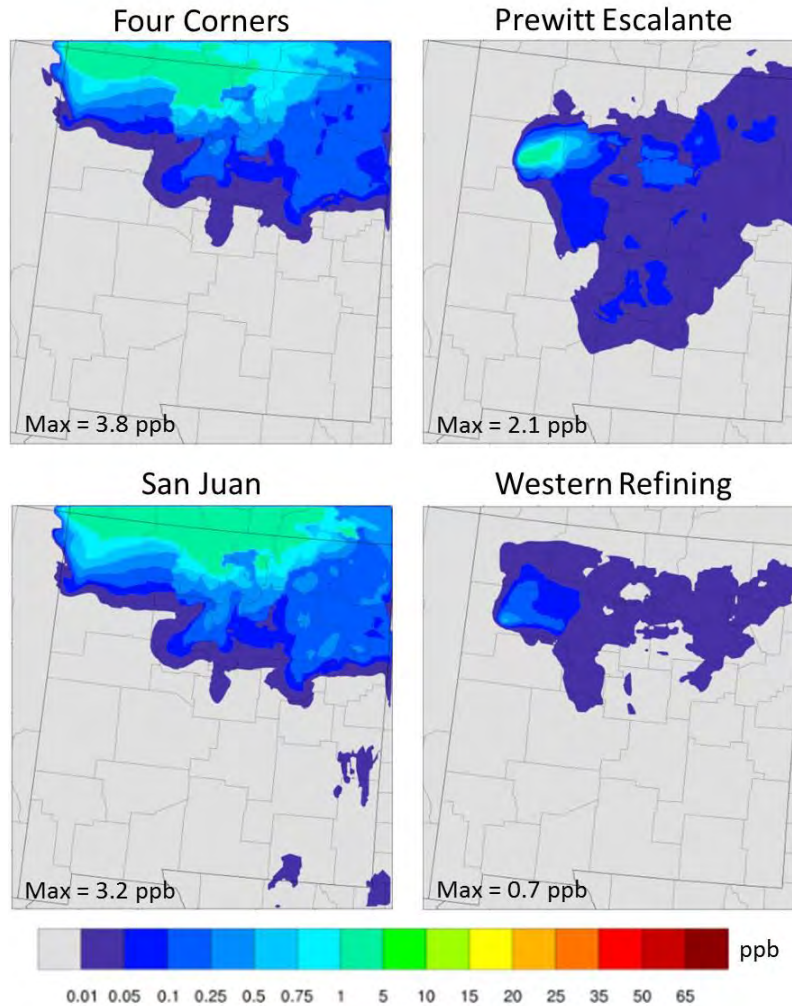 Four Corners
Prewitt Escalante
Max = 3.8 ppb
Max = 2.1 ppb
San Juan
Western Refining
Max = 3.2 ppb
Max = 0.7 ppb
ppb
0.01 0.05 0.1 0.25 0.5 0.75 1 5 10 15 20 25 35 50 65